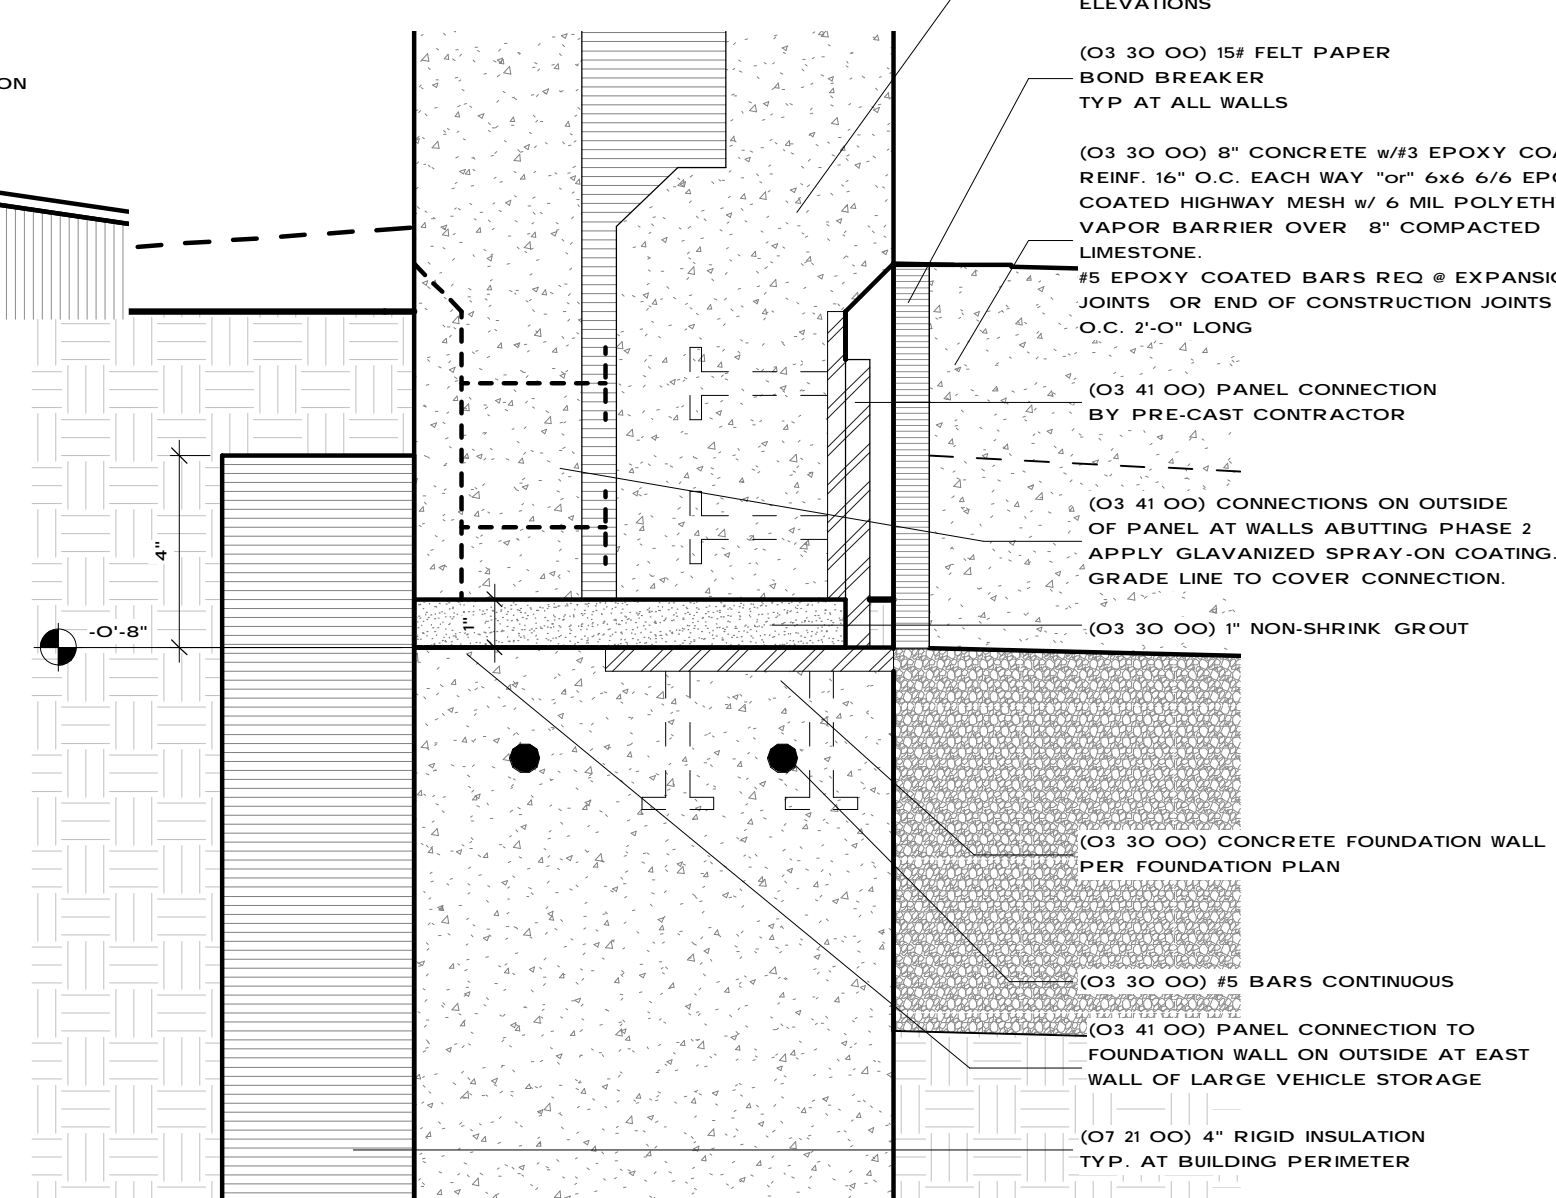 ELEVATIONS
ON
(03 30 00) 15# FELT PAPER
BOND BREAKER
TYP AT ALL WALLS
(03 30 00) 8" CONCRETE w/#3 EPOXY COA
REINF. 16" O.C. EACH WAY "or" 6x6 6/6 EPO
COATED HIGHWAY MESH w/ 6 MIL POLYETH
VAPOR BARRIER OVER 8" COMPACTED
LIMESTONE.
#5 EPOXY COATED BARS REQ @ EXPANSIO
JOINTS OR END OF CONSTRUCTION JOINTS
O.C. 2'-0" LONG
(03 41 00) PANEL CONNECTION
BY PRE-CAST CONTRACTOR
(03 41 00) CONNECTIONS ON OUTSIDE
OF PANEL AT WALLS ABUTTING PHASE 2
APPLY GLAVANIZED SPRAY-ON COATING.
GRADE LINE TO COVER CONNECTION.
4"
1"
-0'-8"
(03 30 00) 1" NON-SHRINK GROUT
(03 30 00) CONCRETE FOUNDATION WALL
PER FOUNDATION PLAN
(03 30 00) #5 BARS CONTINUOUS
(03 41 00) PANEL CONNECTION TO
FOUNDATION WALL ON OUTSIDE AT EAST
WALL OF LARGE VEHICLE STORAGE
(07 21 00) 4" RIGID INSULATION
TYP. AT BUILDING PERIMETER